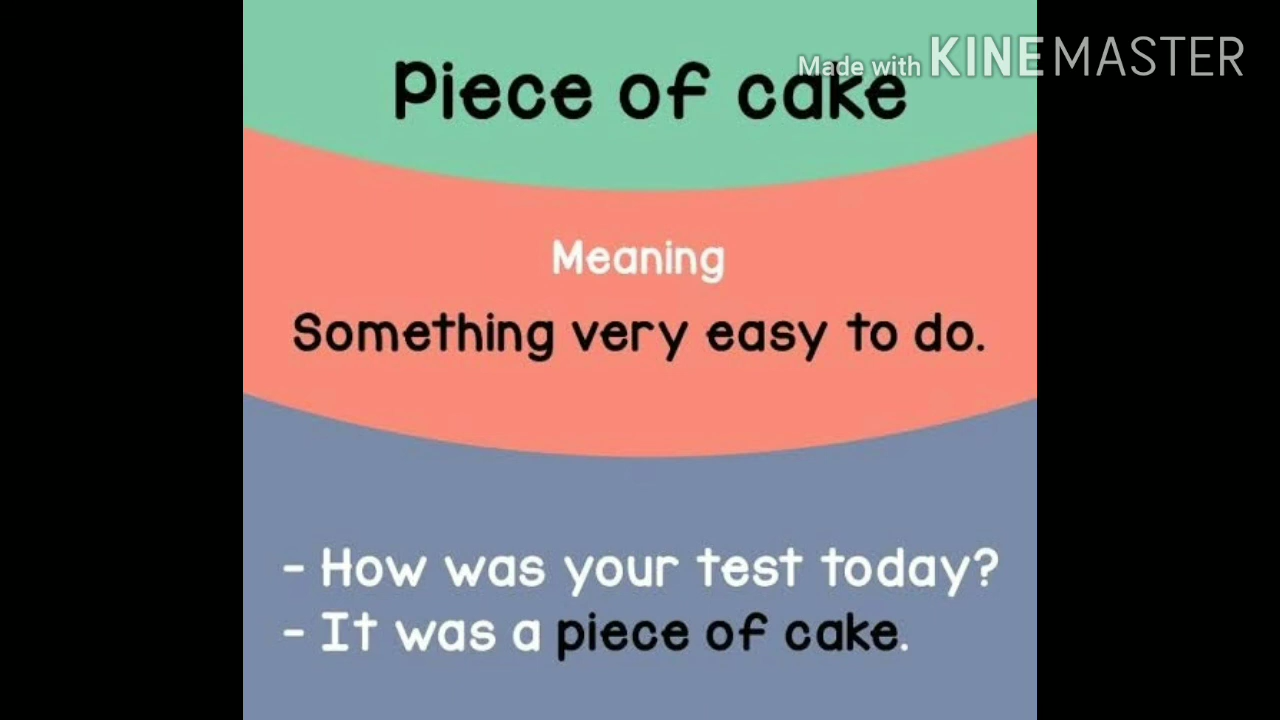 Made with KINEMASTER
Piece of cake
Meaning
Something very easy to do.
- How was your test today?
- It was a piece of cake.